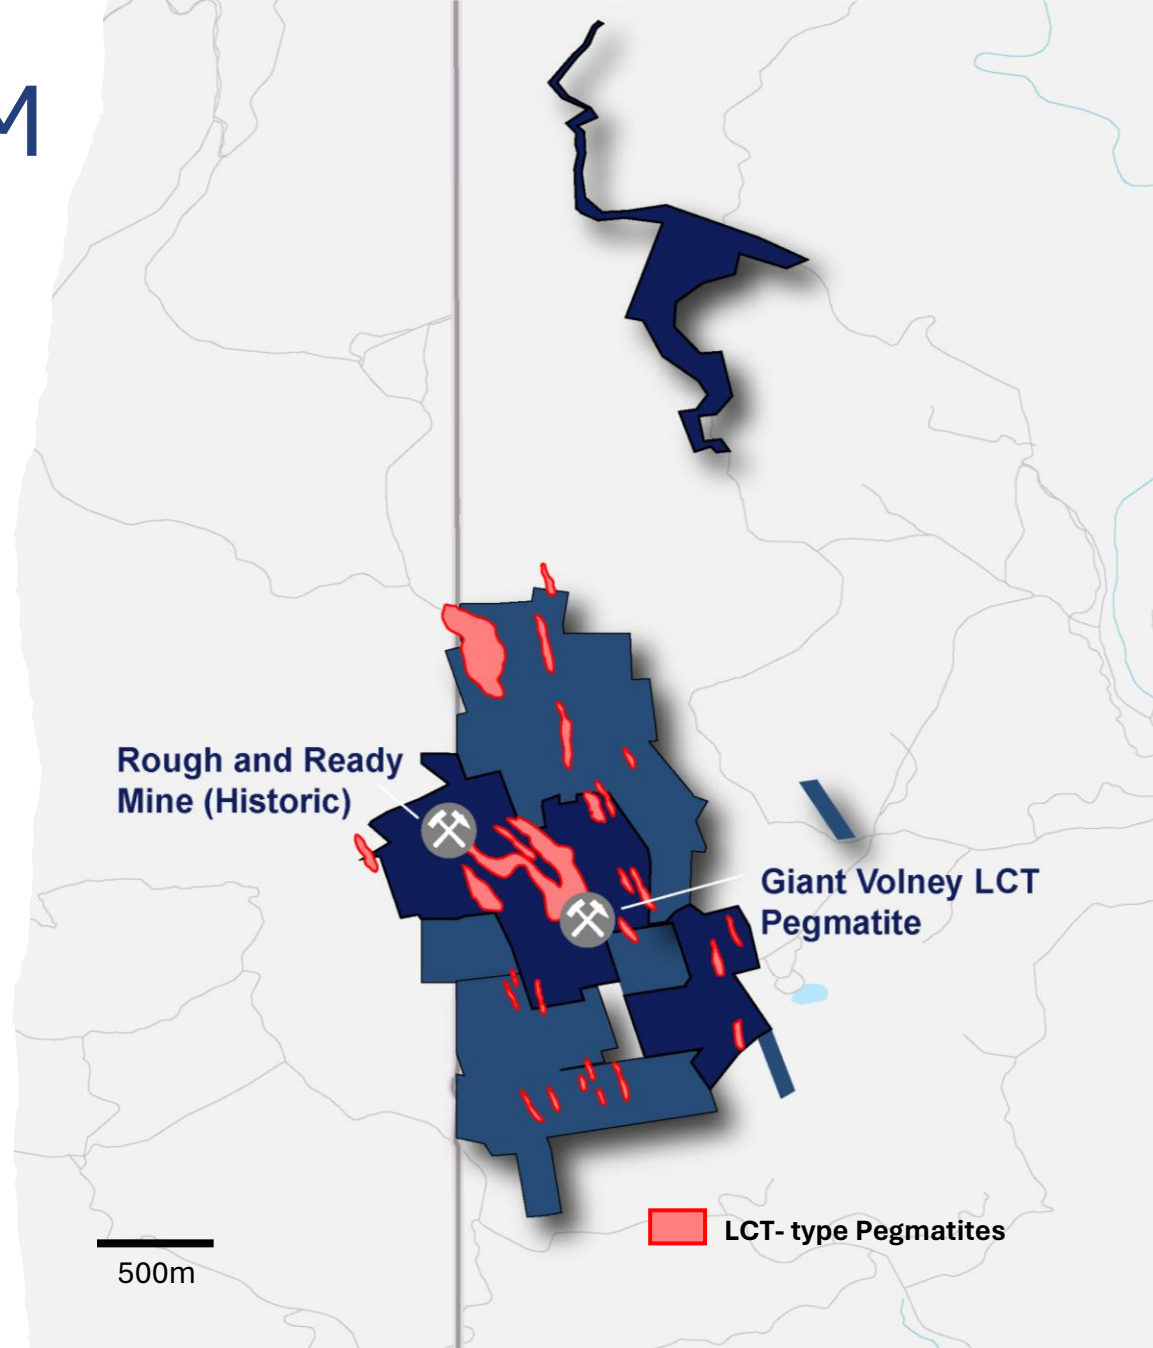 M
Rough and Ready
Mine (Historic)
Giant Volney LCT
Pegmatite
LCT- type Pegmatites
500m